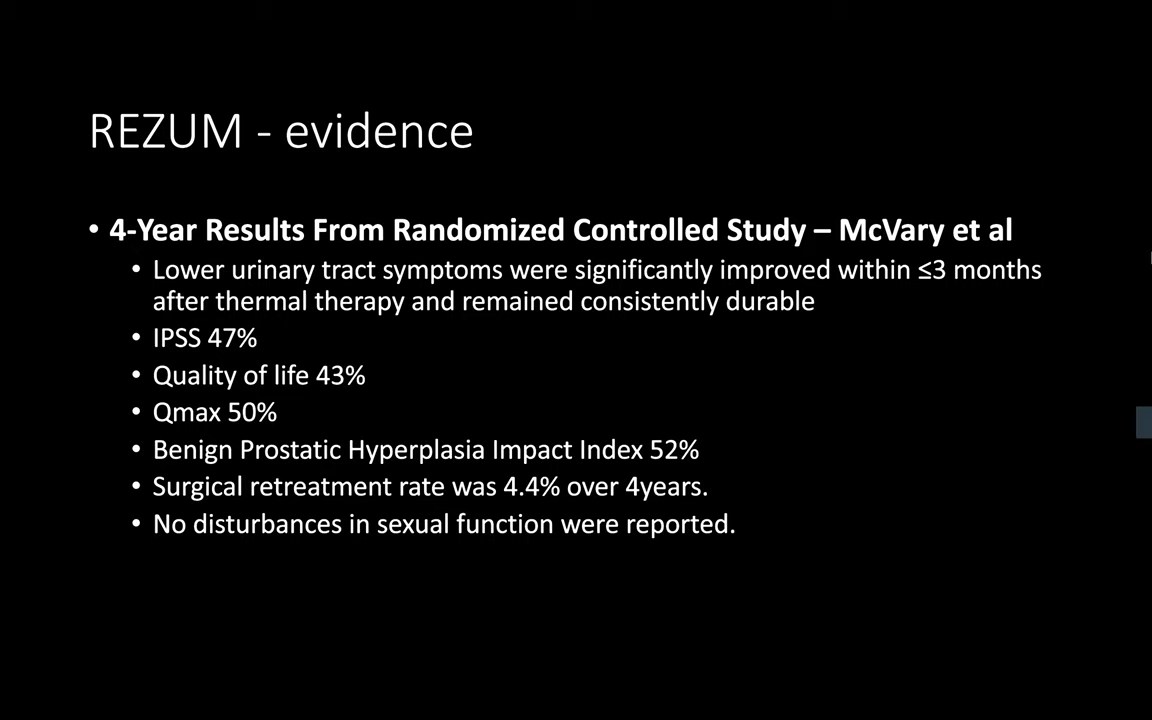 REZUM - evidence
• 4-Year Results From Randomized Controlled Study – McVary et al
• Lower urinary tract symptoms were significantly improved within ≤3 months
after thermal therapy and remained consistently durable
• IPSS 47%
• Quality of life 43%
• Qmax 50%
• Benign Prostatic Hyperplasia Impact Index 52%
• Surgical retreatment rate was 4.4% over 4years.
• No disturbances in sexual function were reported.